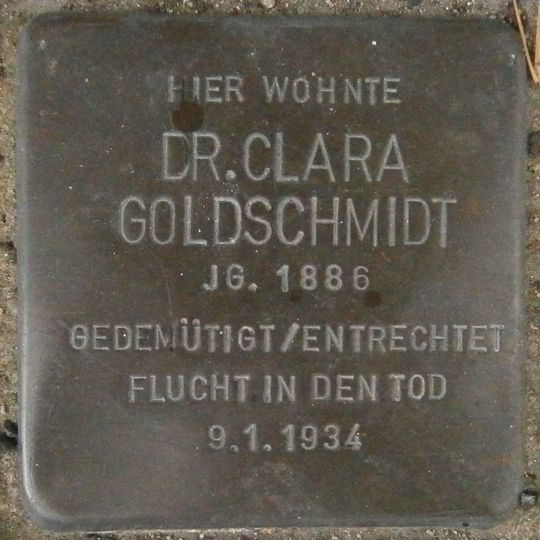 HIER WOHNTE
DR. CLARA
GOLDSCHMIDT
JG. 1886
GEDEMÜTIGT/ENTRECHTET
FLUCHT IN DEN TOD
9.1.1934